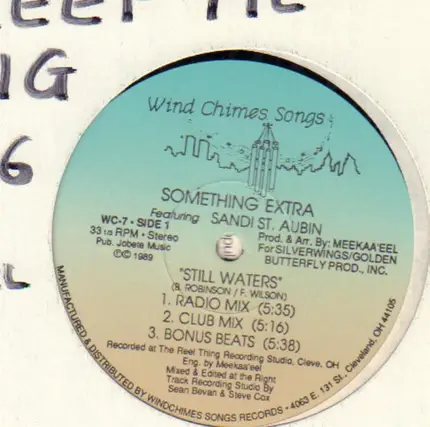 IG
6
Wind Chimes Songs
SOMETHING EXTRA
Featuring SANDI ST. AUBIN
WC-7 • SIDE 1
33 1/3 RPM • Stereo
Pub. Jobete Music
©℗ 1989
Prod. & Arr. By: MEEKAA'EEL
For SILVERWINGS/GOLDEN
BUTTERFLY PROD., INC.
"STILL WATERS"
(B. ROBINSON / F. WILSON)
1. RADIO MIX (5:35)
2. CLUB MIX (5:16)
3. BONUS BEATS (5:38)
Recorded at The Reel Thing Recording Studio, Cleve, OH
Eng. by Meekaa'eel
Mixed & Edited at the Right
Track Recording Studio By
Sean Bevan & Steve Cox
MANUFACTURED & DISTRIBUTED BY WINDCHIMES SONGS RECORDS • 4063 E. 131 St., Cleveland, OH 44105